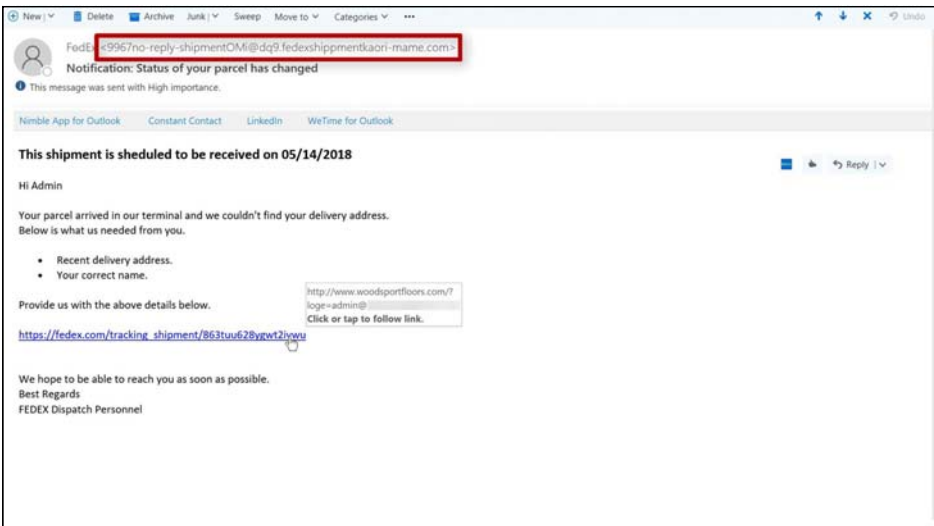 New Delete Archive Junk Sweep Move to Categories ••• Undo
FedEx <9967no-reply-shipmentOMi@dq9.fedexshippmentkaori-mame.com>
Notification: Status of your parcel has changed
This message was sent with High importance.
Nimble App for Outlook Constant Contact LinkedIn WeTime for Outlook
This shipment is sheduled to be received on 05/14/2018
Reply
Hi Admin
Your parcel arrived in our terminal and we couldn't find your delivery address.
Below is what us needed from you.
• Recent delivery address.
• Your correct name.
http://www.woodsportfloors.com/?
loge=admin@
Click or tap to follow link.
Provide us with the above details below.
https://fedex.com/tracking_shipment/863tuu628ygwt2ivwu
We hope to be able to reach you as soon as possible.
Best Regards
FEDEX Dispatch Personnel